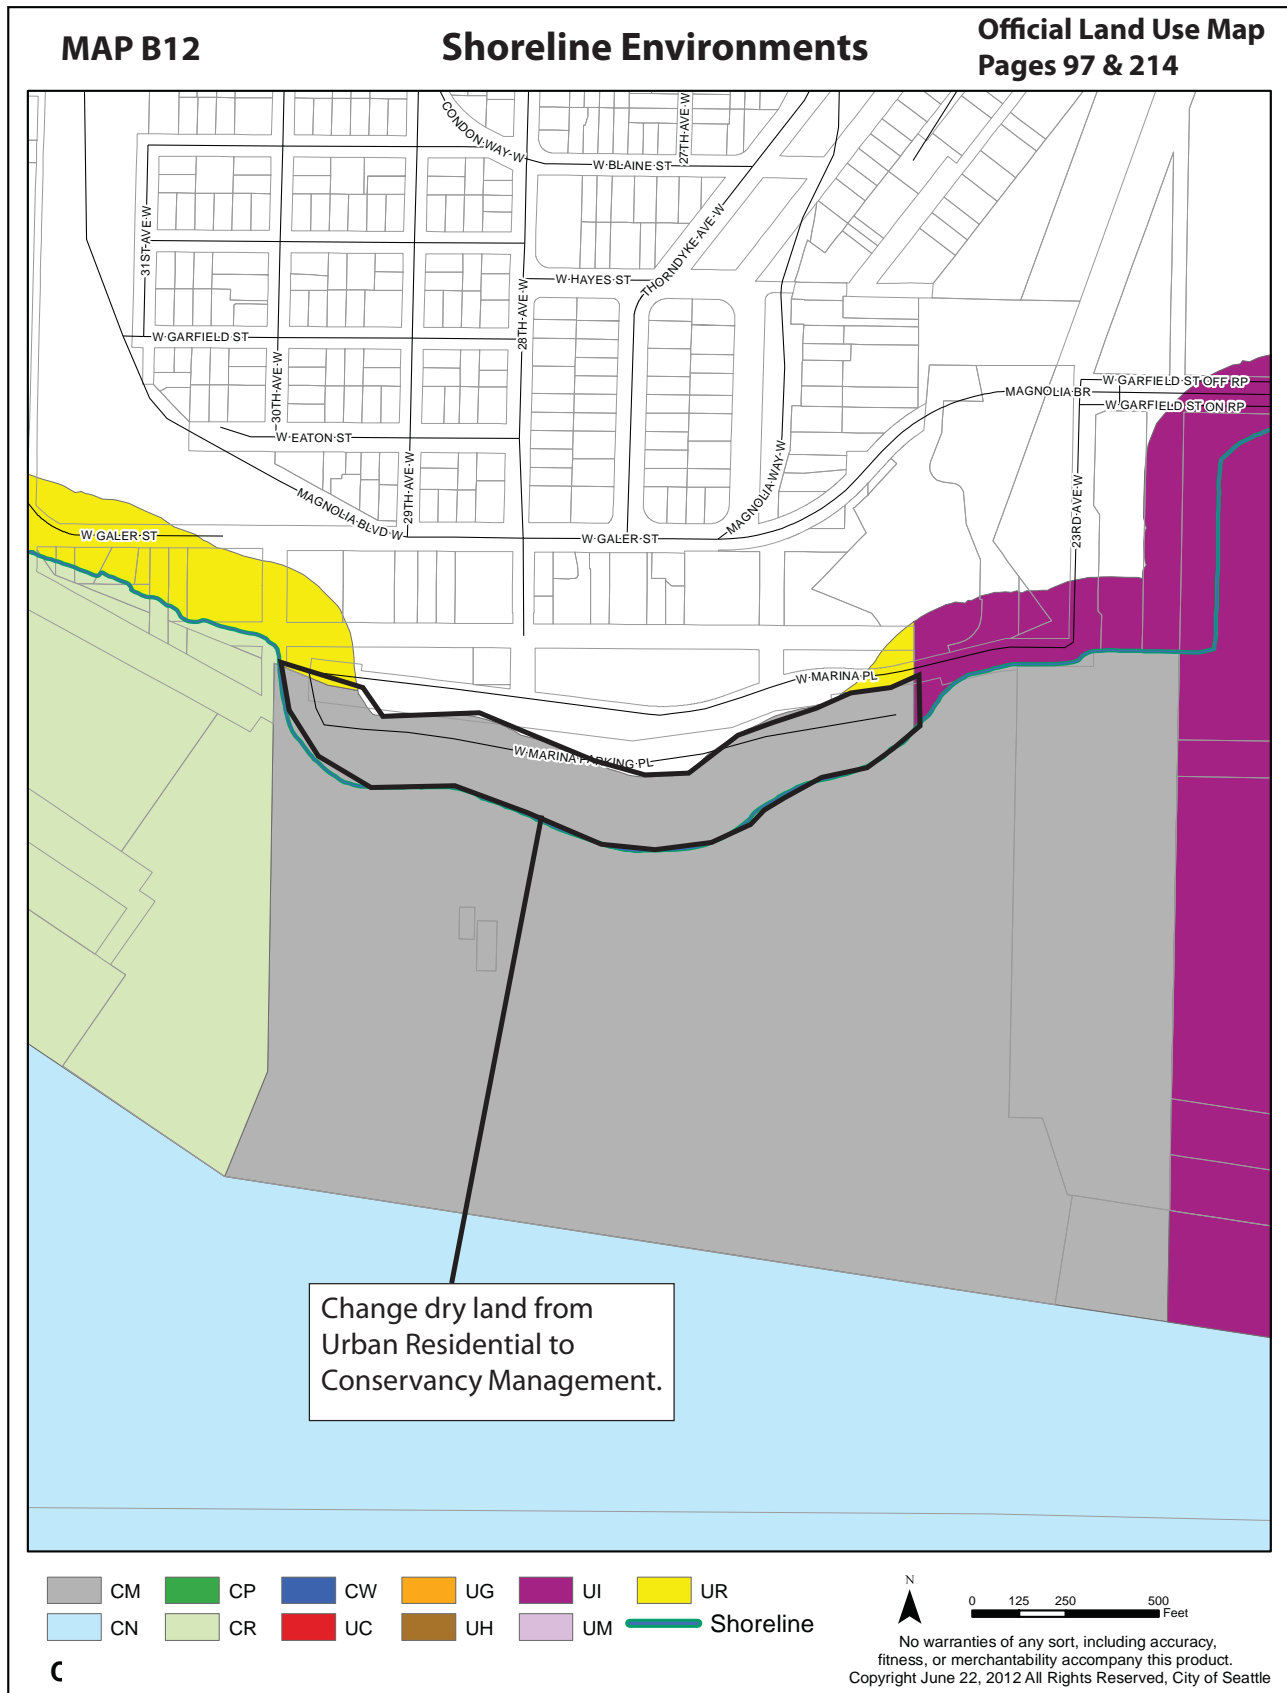 MAP B12
Shoreline Environments
Official Land Use Map
Pages 97 & 214
CONDON WAY W
27TH AVE W
W BLAINE ST
31ST AVE W
THORNDYKE AVE W
W HAYES ST
28TH AVE W
W GARFIELD ST
30TH AVE W
W GARFIELD ST OFF RP
MAGNOLIA BR
W GARFIELD ST ON RP
W EATON ST
29TH AVE W
MAGNOLIA WAY W
MAGNOLIA BLVD W
23RD AVE W
W GALER ST
W GALER ST
W MARINA PL
W MARINA PARKING PL
Change dry land from
Urban Residential to
Conservancy Management.
CM
CP
CW
UG
UI
UR
CN
CR
UC
UH
UM
Shoreline
N
0 125 250 500
Feet
No warranties of any sort, including accuracy,
fitness, or merchantability accompany this product.
Copyright June 22, 2012 All Rights Reserved, City of Seattle